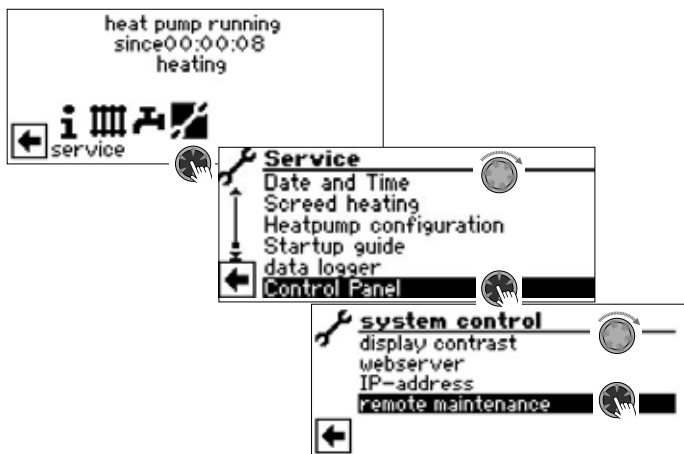 heat pump running
since00:00:08
heating
service
Service
Date and Time
Screed heating
Heatpump configuration
Startup guide
data logger
Control Panel
system control
display contrast
webserver
IP-address
remote maintenance